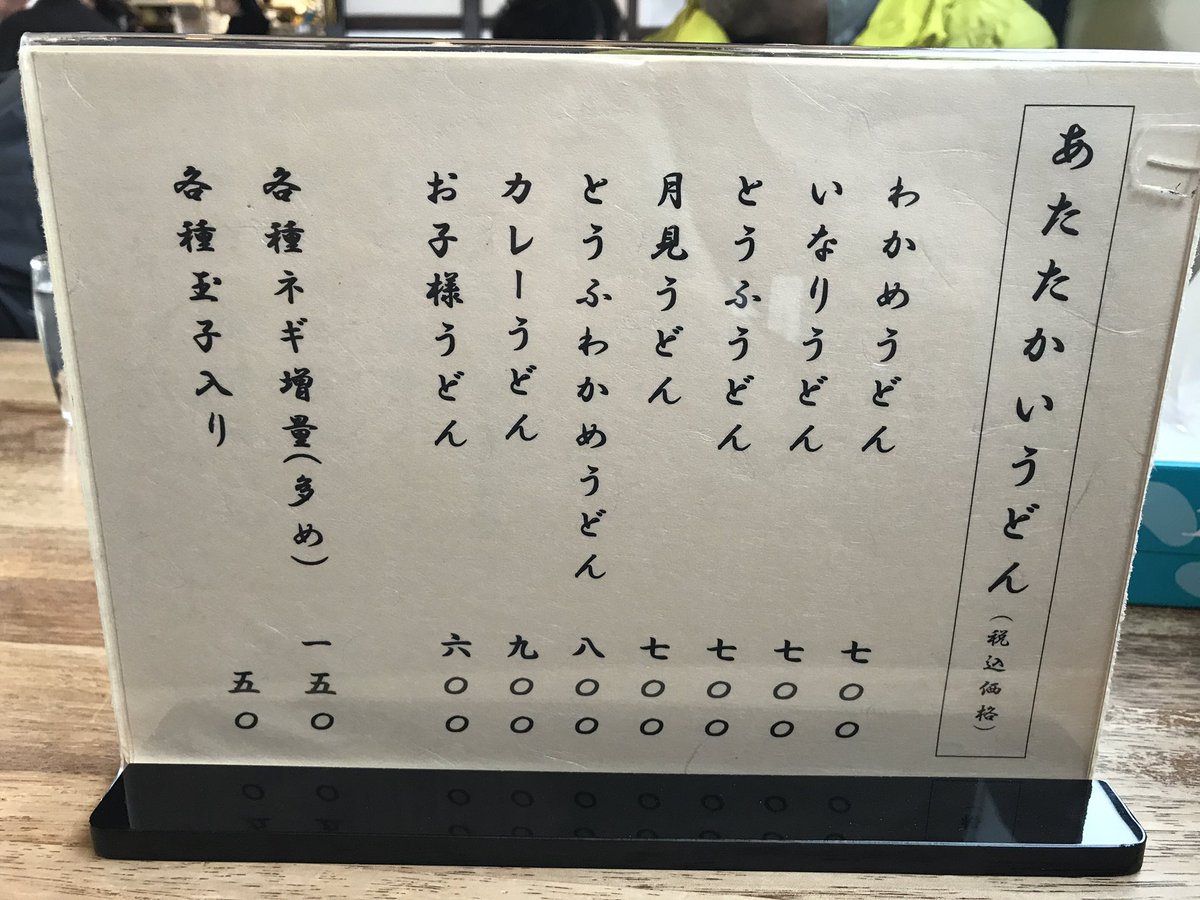 あたたかいうどん(税込価格)
わかめうどん 七〇〇
いなりうどん 七〇〇
とうふうどん 七〇〇
月見うどん 七〇〇
とうふわかめうどん 八〇〇
カレーうどん 九〇〇
お子様うどん 六〇〇
各種ネギ増量(多め) 一五〇
各種玉子入り 五〇